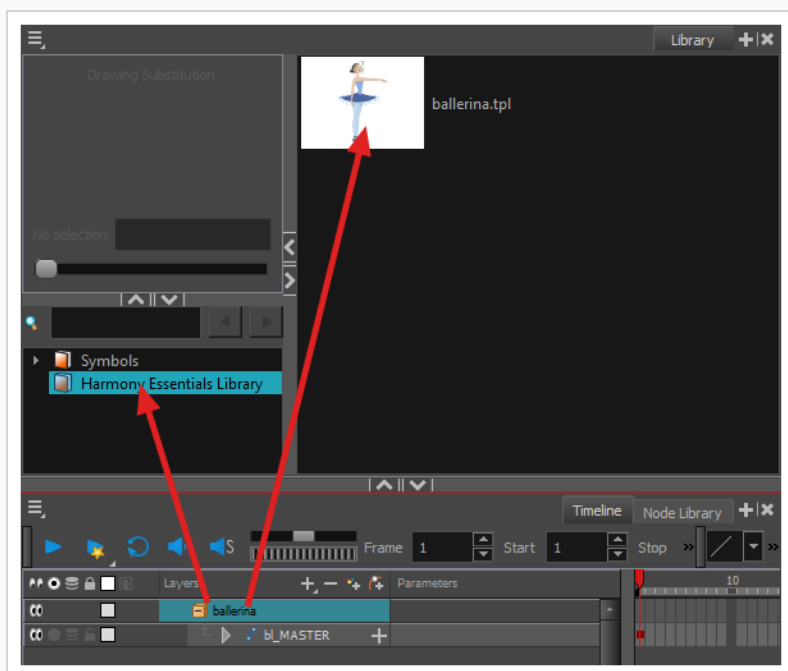 Library
Drawing Substitution
ballerina.tpl
No selection
Symbols
Harmony Essentials Library
Timeline
Node Library
S
Frame 1 Start 1 Stop
Layers Parameters 10
ballerina
bl_MASTER